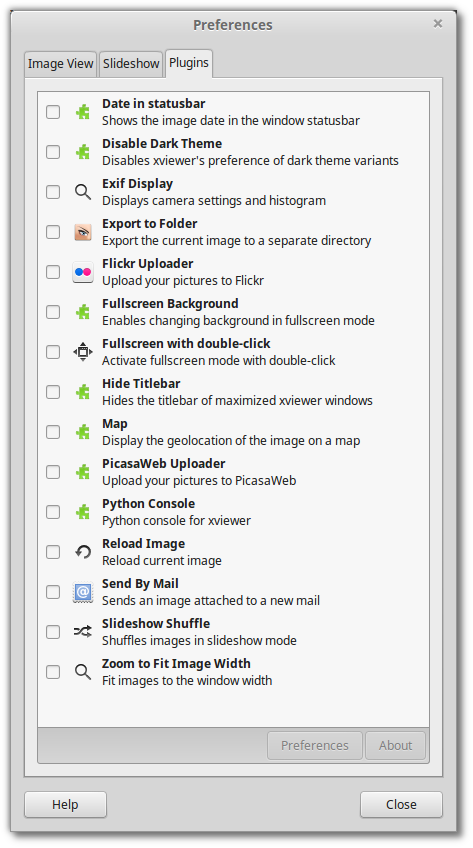 Preferences
Image View Slideshow Plugins
Date in statusbar
Shows the image date in the window statusbar
Disable Dark Theme
Disables xviewer's preference of dark theme variants
Exif Display
Displays camera settings and histogram
Export to Folder
Export the current image to a separate directory
Flickr Uploader
Upload your pictures to Flickr
Fullscreen Background
Enables changing background in fullscreen mode
Fullscreen with double-click
Activate fullscreen mode with double-click
Hide Titlebar
Hides the titlebar of maximized xviewer windows
Map
Display the geolocation of the image on a map
PicasaWeb Uploader
Upload your pictures to PicasaWeb
Python Console
Python console for xviewer
Reload Image
Reload current image
Send By Mail
Sends an image attached to a new mail
Slideshow Shuffle
Shuffles images in slideshow mode
Zoom to Fit Image Width
Fit images to the window width
Preferences About
Help Close